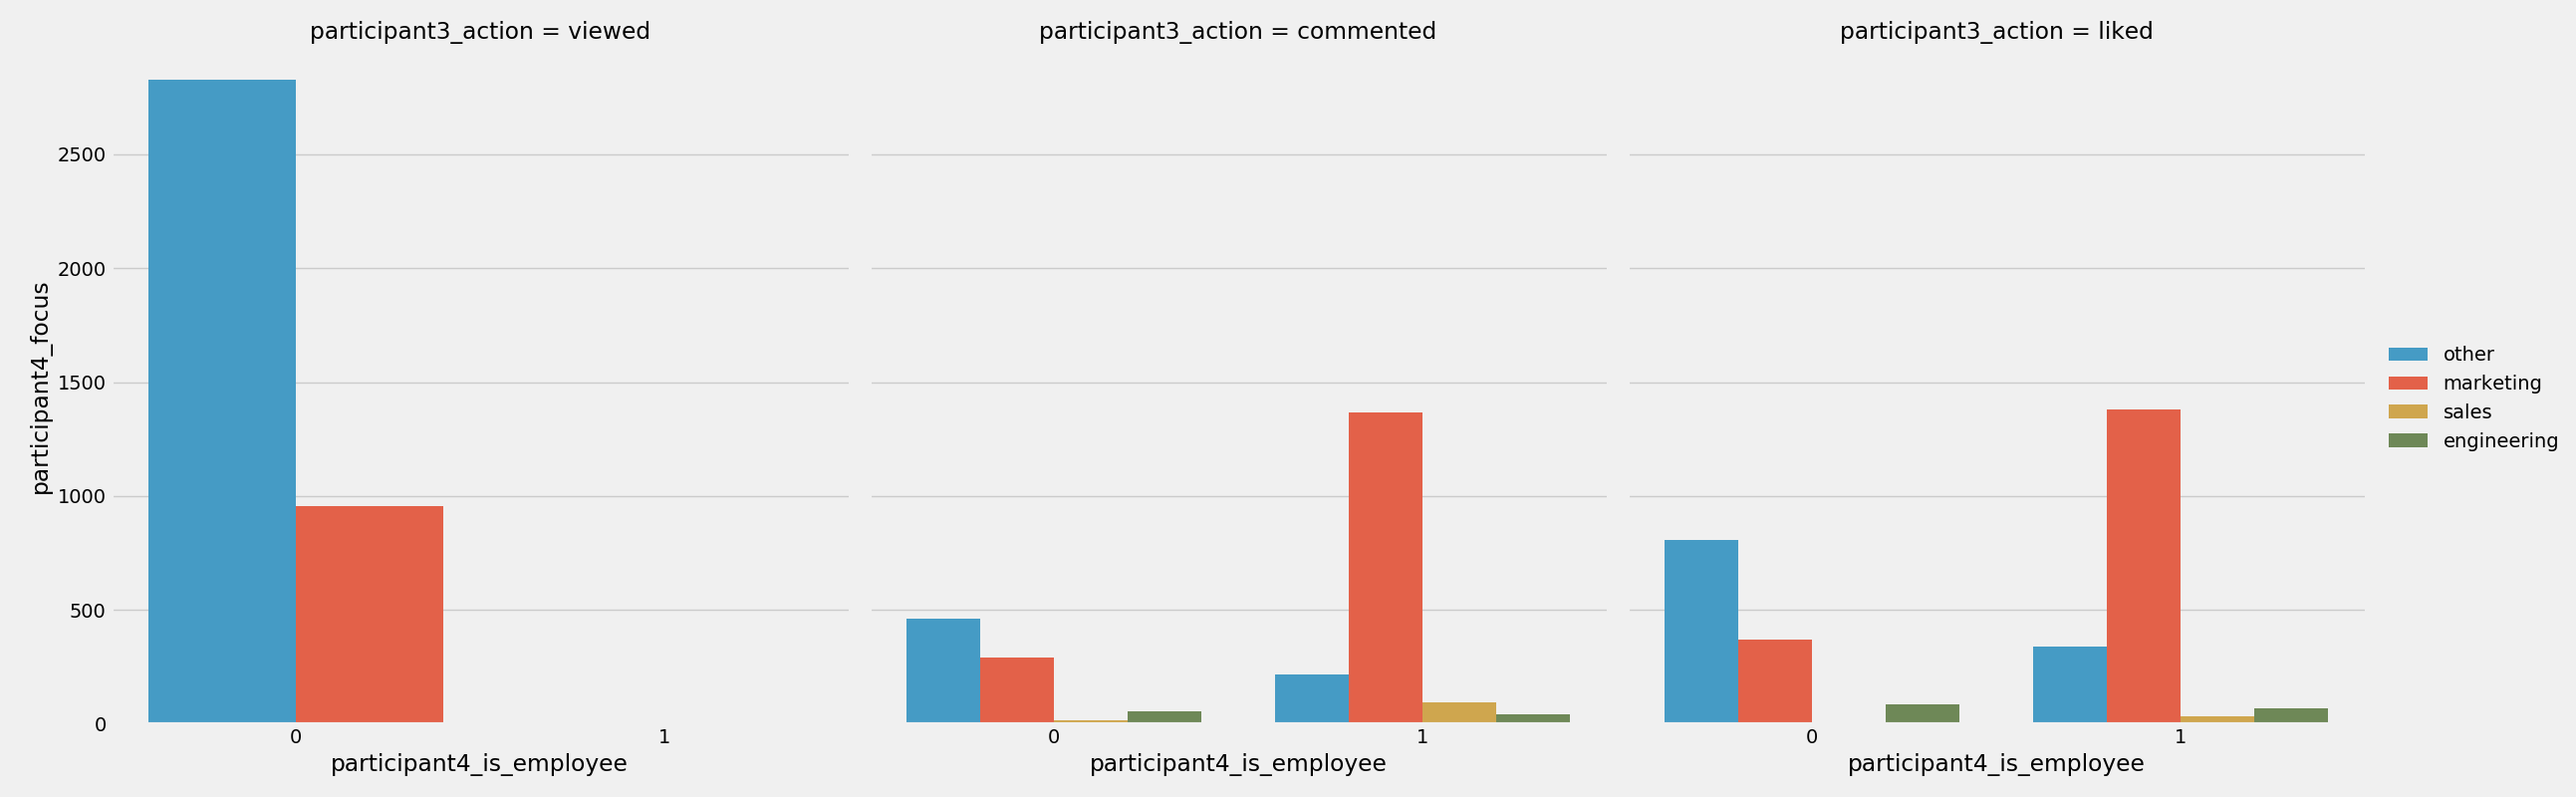 participant3_action = viewed
participant3_action = commented
participant3_action = liked
participant4_focus
2500
2000
1500
1000
500
0
0 1
0 1
0 1
participant4_is_employee
participant4_is_employee
participant4_is_employee
other
marketing
sales
engineering